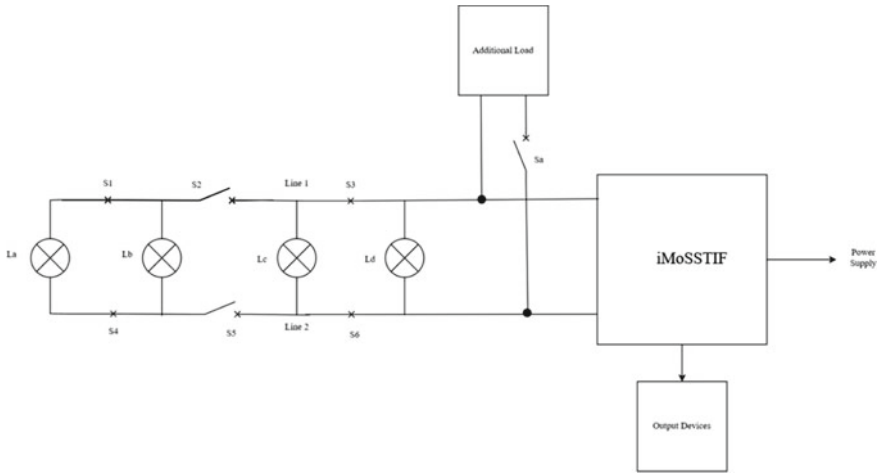 Additional Load
Sa
S1
S2
Line 1
S3
La
Lb
Lc
Ld
iMoSSTIF
Power
Supply
S4
S5
Line 2
S6
Output Devices